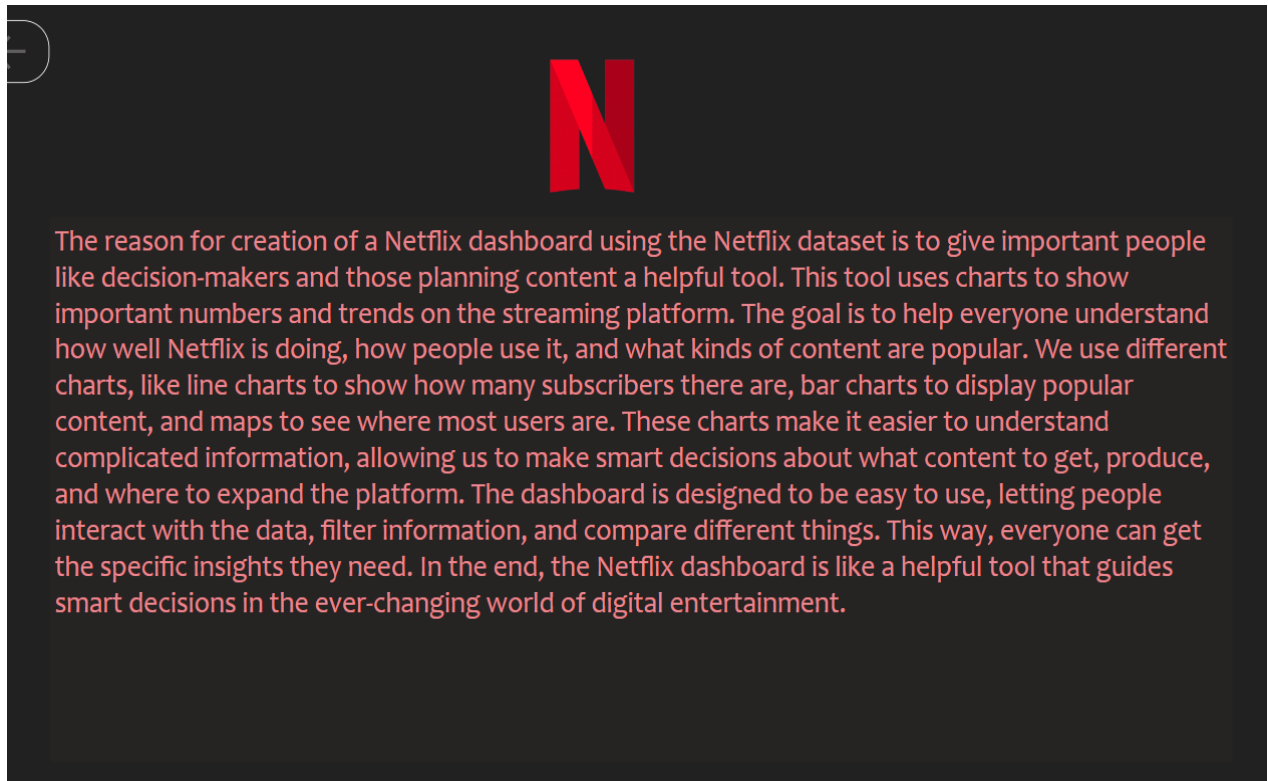 The reason for creation of a Netflix dashboard using the Netflix dataset is to give important people
like decision-makers and those planning content a helpful tool. This tool uses charts to show
important numbers and trends on the streaming platform. The goal is to help everyone understand
how well Netflix is doing, how people use it, and what kinds of content are popular. We use different
charts, like line charts to show how many subscribers there are, bar charts to display popular
content, and maps to see where most users are. These charts make it easier to understand
complicated information, allowing us to make smart decisions about what content to get, produce,
and where to expand the platform. The dashboard is designed to be easy to use, letting people
interact with the data, filter information, and compare different things. This way, everyone can get
the specific insights they need. In the end, the Netflix dashboard is like a helpful tool that guides
smart decisions in the ever-changing world of digital entertainment.